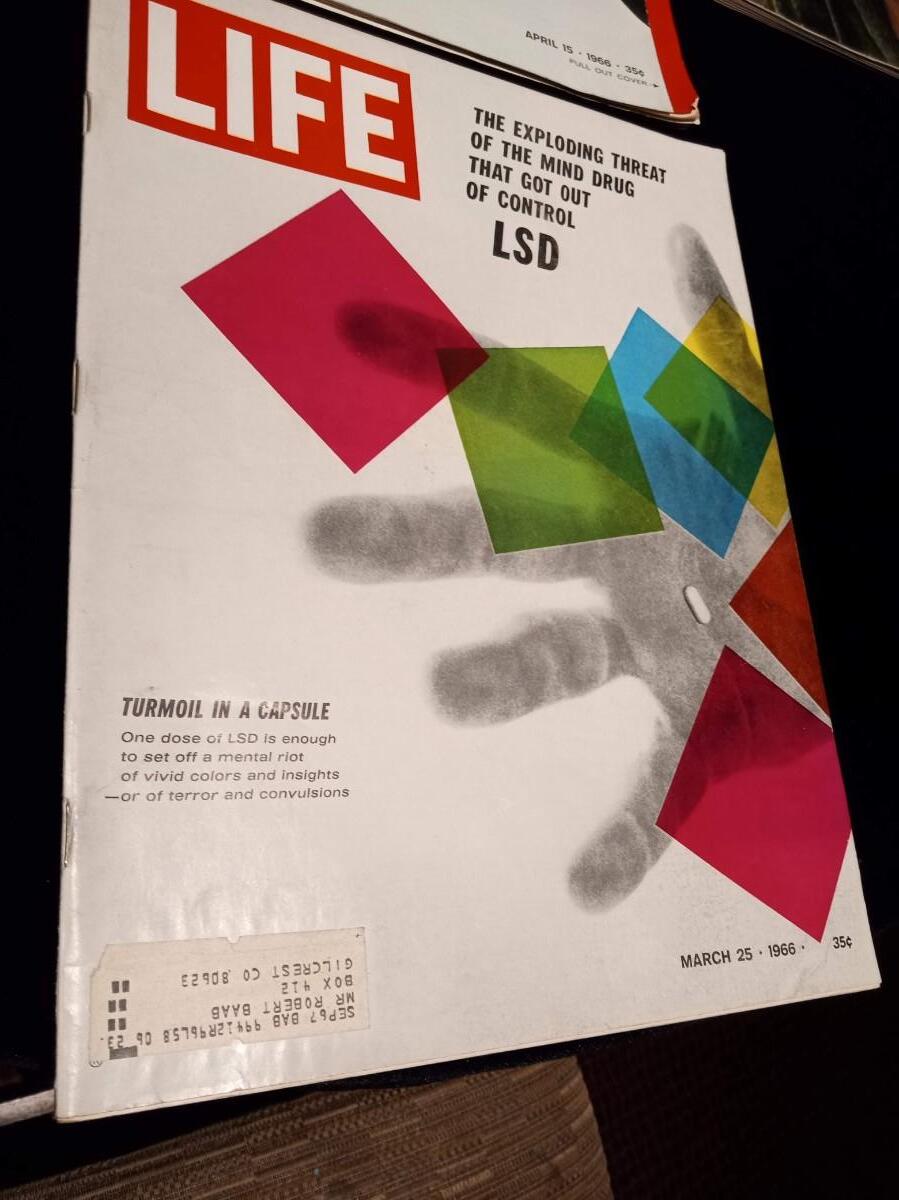 APRIL 15 · 1966 · 35¢
PULL OUT COVER
LIFE
THE EXPLODING THREAT
OF THE MIND DRUG
THAT GOT OUT
OF CONTROL
LSD
TURMOIL IN A CAPSULE
One dose of LSD is enough
to set off a mental riot
of vivid colors and insights
—or of terror and convulsions
MARCH 25 · 1966 · 35¢
SEP67 BAB 99412R96L58 06 23.
MR ROBERT BAAB
BOX 412
GILCREST CO 80623